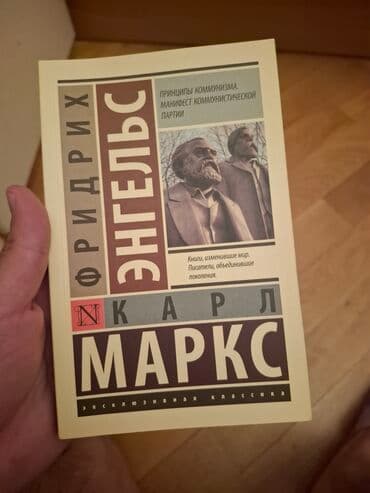 ФРИДРИХ
ЭНГЕЛЬС
ПРИНЦИПЫ КОММУНИЗМА.
МАНИФЕСТ КОММУНИСТИЧЕСКОЙ
ПАРТИИ
Книги, изменившие мир.
Писатели, объединившие
поколения.
N
КАРЛ
МАРКС
ЭКСКЛЮЗИВНАЯ КЛАССИКА